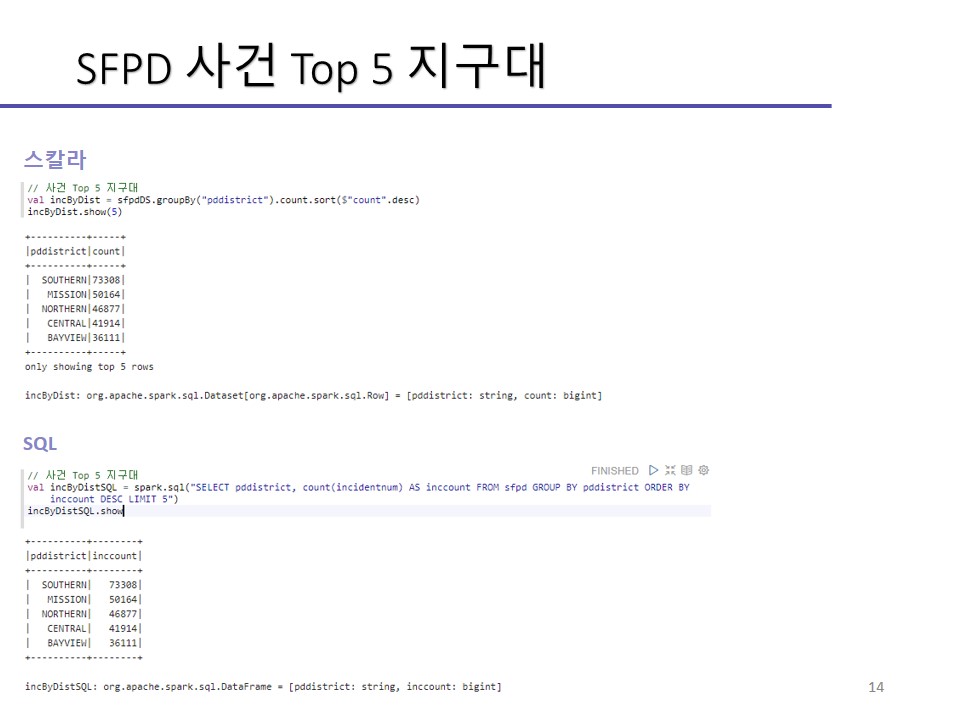 SFPD 사건 Top 5 지구대
스칼라
// 사건 Top 5 지구대
val incByDist = sfpdDS.groupBy("pddistrict").count.sort($"count".desc)
incByDist.show(5)
+----------+-----+
|pddistrict|count|
+----------+-----+
|  SOUTHERN|73308|
|   MISSION|50164|
|  NORTHERN|46877|
|   CENTRAL|41914|
|   BAYVIEW|36111|
+----------+-----+
only showing top 5 rows
incByDist: org.apache.spark.sql.Dataset[org.apache.spark.sql.Row] = [pddistrict: string, count: bigint]
SQL
FINISHED
// 사건 Top 5 지구대
val incByDistSQL = spark.sql("SELECT pddistrict, count(incidentnum) AS inccount FROM sfpd GROUP BY pddistrict ORDER BY
inccount DESC LIMIT 5")
incByDistSQL.show
+----------+--------+
|pddistrict|inccount|
+----------+--------+
|  SOUTHERN|   73308|
|   MISSION|   50164|
|  NORTHERN|   46877|
|   CENTRAL|   41914|
|   BAYVIEW|   36111|
+----------+--------+
incByDistSQL: org.apache.spark.sql.DataFrame = [pddistrict: string, inccount: bigint]
14